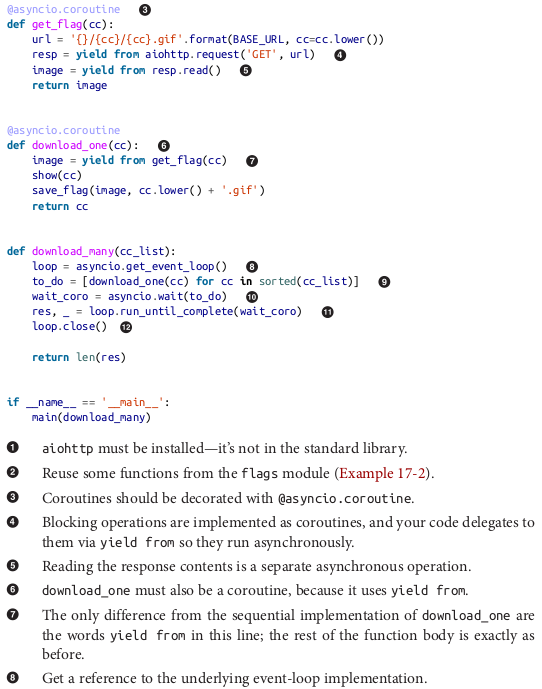 @asyncio.coroutine ❸
def get_flag(cc):
    url = '{}/{cc}/{cc}.gif'.format(BASE_URL, cc=cc.lower())
    resp = yield from aiohttp.request('GET', url) ❹
    image = yield from resp.read() ❺
    return image
@asyncio.coroutine
def download_one(cc): ❻
    image = yield from get_flag(cc) ❼
    show(cc)
    save_flag(image, cc.lower() + '.gif')
    return cc
def download_many(cc_list):
    loop = asyncio.get_event_loop() ❽
    to_do = [download_one(cc) for cc in sorted(cc_list)] ❾
    wait_coro = asyncio.wait(to_do) ❿
    res, _ = loop.run_until_complete(wait_coro) ⓫
    loop.close() ⓬
    return len(res)
if __name__ == '__main__':
    main(download_many)
❶ aiohttp must be installed—it's not in the standard library.
❷ Reuse some functions from the flags module (Example 17-2).
❸ Coroutines should be decorated with @asyncio.coroutine.
❹ Blocking operations are implemented as coroutines, and your code delegates to
them via yield from so they run asynchronously.
❺ Reading the response contents is a separate asynchronous operation.
❻ download_one must also be a coroutine, because it uses yield from.
❼ The only difference from the sequential implementation of download_one are
the words yield from in this line; the rest of the function body is exactly as
before.
❽ Get a reference to the underlying event-loop implementation.